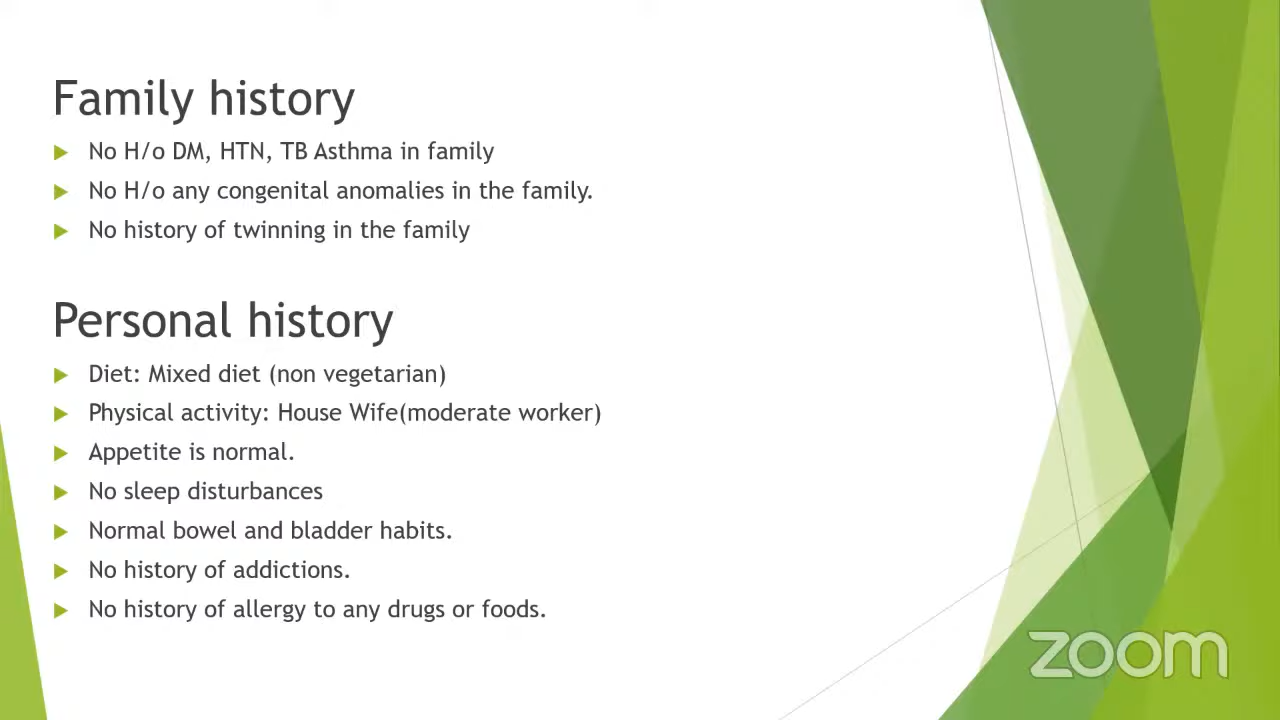 Family history
No H/o DM, HTN, TB Asthma in family
No H/o any congenital anomalies in the family.
No history of twinning in the family
Personal history
Diet: Mixed diet (non vegetarian)
Physical activity: House Wife(moderate worker)
Appetite is normal.
No sleep disturbances
Normal bowel and bladder habits.
No history of addictions.
No history of allergy to any drugs or foods.
zoom